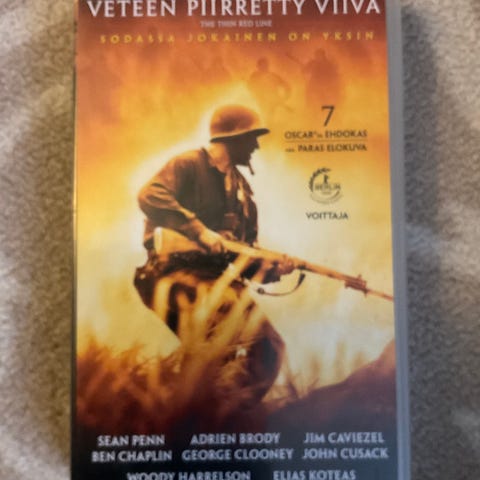 VETEEN PIIRRETTY VIIVA
THE THIN RED LINE
SODASSA JOKAINEN ON YKSIN
7
OSCAR®in EHDOKAS
PARAS ELOKUVA
BERLIN
VOITTAJA
SEAN PENN ADRIEN BRODY JIM CAVIEZEL
BEN CHAPLIN GEORGE CLOONEY JOHN CUSACK
WOODY HARRELSON ELIAS KOTEAS